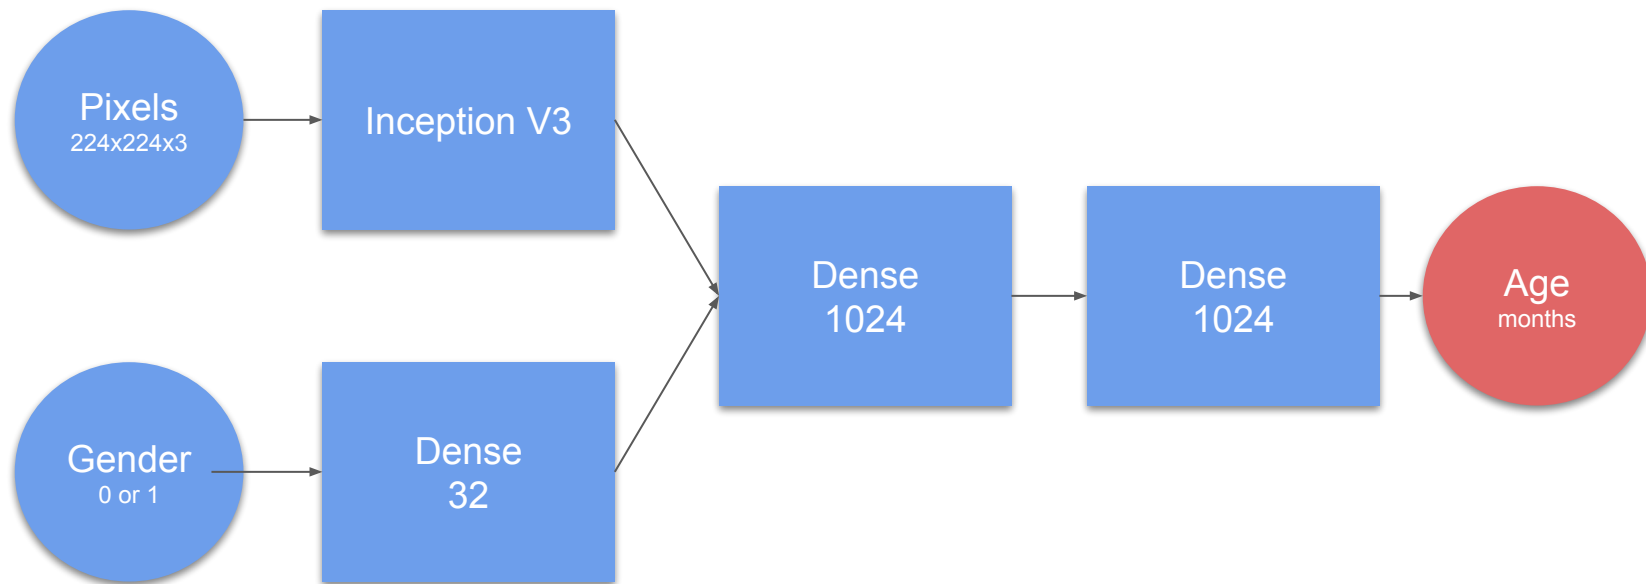 Pixels
224x224x3
Inception V3
Gender
0 or 1
Dense
32
Dense
1024
Dense
1024
Age
months